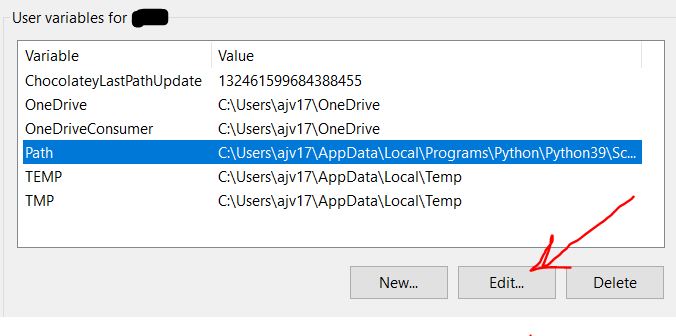 User variables for
Variable Value
ChocolateyLastPathUpdate 132461599684388455
OneDrive C:\Users\ajv17\OneDrive
OneDriveConsumer C:\Users\ajv17\OneDrive
Path C:\Users\ajv17\AppData\Local\Programs\Python\Python39\Sc...
TEMP C:\Users\ajv17\AppData\Local\Temp
TMP C:\Users\ajv17\AppData\Local\Temp
New... Edit... Delete